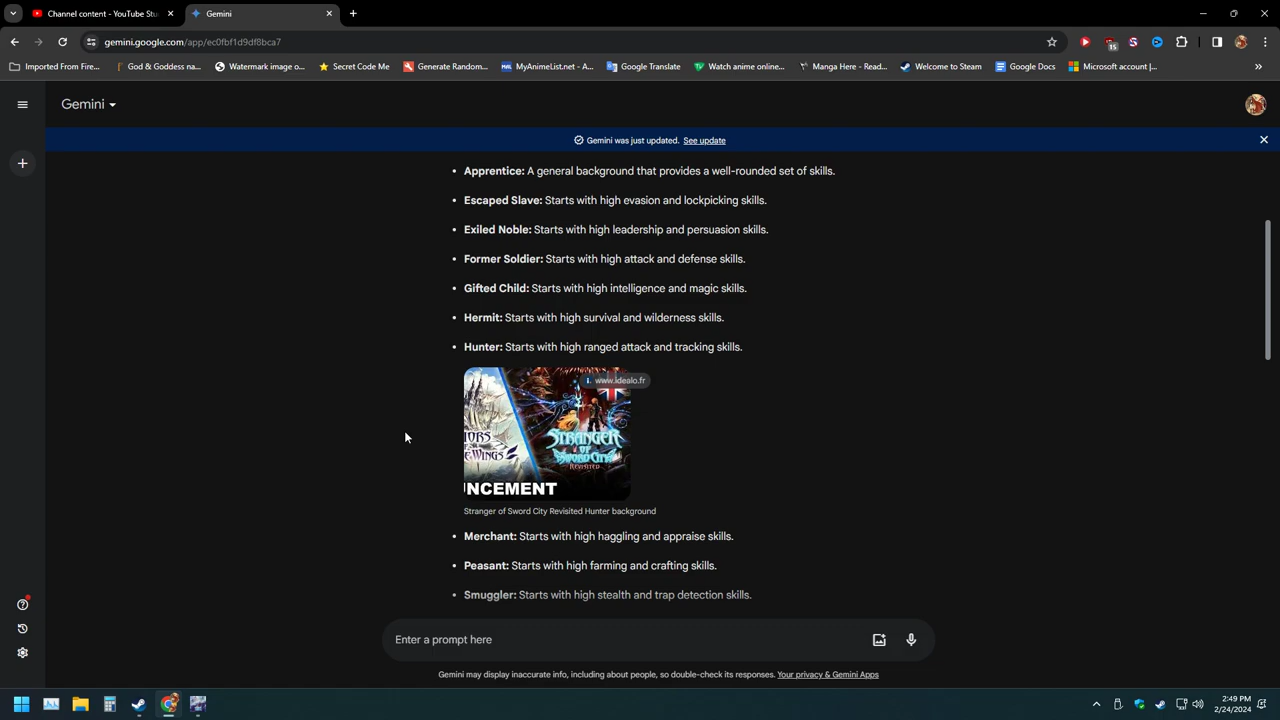 Channel content - YouTube Stu
Gemini
gemini.google.com/app/ec0fbf1d9df8bca7
15
Imported From Fire...
God & Goddess na...
Watermark image o...
Secret Code Me
Generate Random...
MyAnimeList.net - A...
Google Translate
Watch anime online...
Manga Here - Read...
Welcome to Steam
Google Docs
Microsoft account |...
Gemini
Gemini was just updated. See update
• Apprentice: A general background that provides a well-rounded set of skills.
• Escaped Slave: Starts with high evasion and lockpicking skills.
• Exiled Noble: Starts with high leadership and persuasion skills.
• Former Soldier: Starts with high attack and defense skills.
• Gifted Child: Starts with high intelligence and magic skills.
• Hermit: Starts with high survival and wilderness skills.
• Hunter: Starts with high ranged attack and tracking skills.
www.idealo.fr
STRANGER
OF
SWORD CITY
REVISITED
NCEMENT
Stranger of Sword City Revisited Hunter background
• Merchant: Starts with high haggling and appraise skills.
• Peasant: Starts with high farming and crafting skills.
• Smuggler: Starts with high stealth and trap detection skills.
Enter a prompt here
Gemini may display inaccurate info, including about people, so double-check its responses. Your privacy & Gemini Apps
2:49 PM
2/24/2024